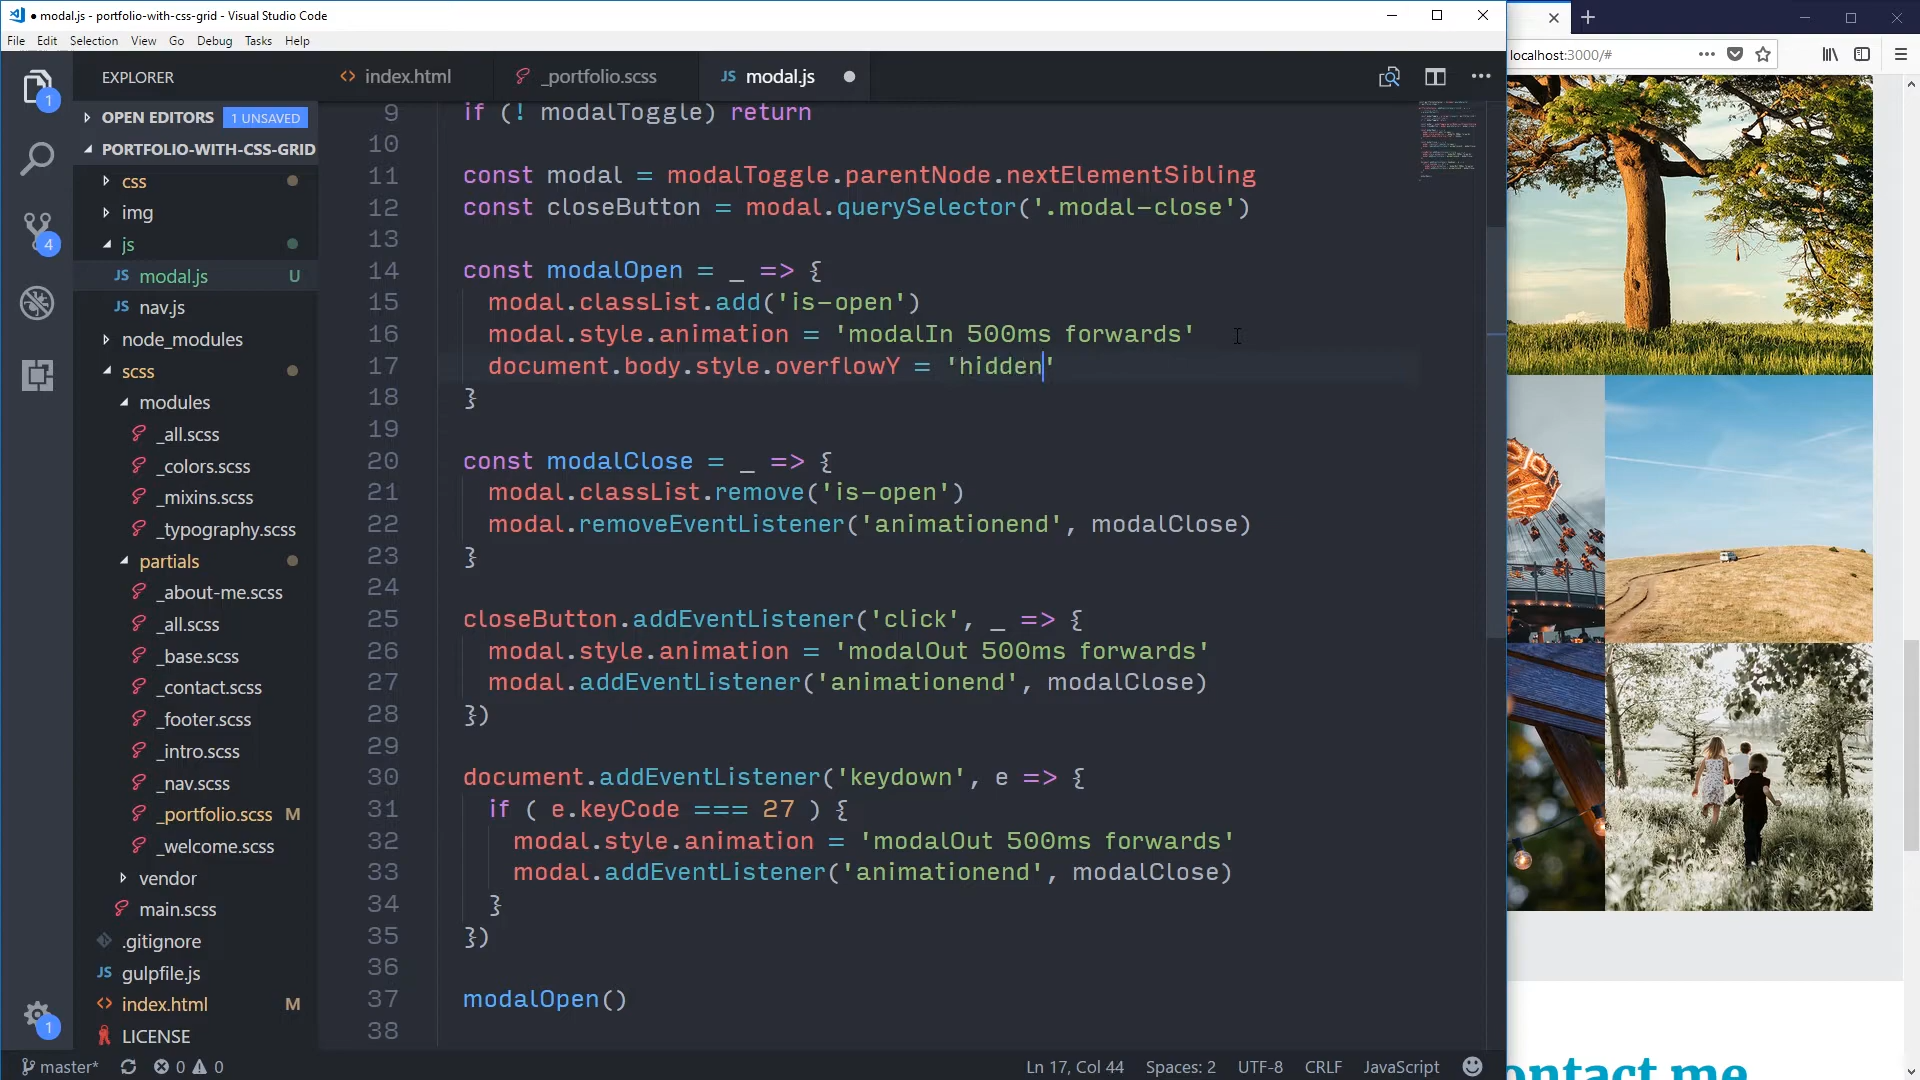 modal.js - portfolio-with-css-grid - Visual Studio Code
File Edit Selection View Go Debug Tasks Help
localhost:3000/#
EXPLORER
index.html
_portfolio.scss
JS modal.js
1
OPEN EDITORS 1 UNSAVED
PORTFOLIO-WITH-CSS-GRID
css
img
4
js
JS modal.js U
JS nav.js
node_modules
scss
modules
_all.scss
_colors.scss
_mixins.scss
_typography.scss
partials
_about-me.scss
_all.scss
_base.scss
_contact.scss
_footer.scss
_intro.scss
_nav.scss
_portfolio.scss M
_welcome.scss
vendor
main.scss
.gitignore
JS gulpfile.js
index.html M
1
LICENSE
9 if (! modalToggle) return
10
11 const modal = modalToggle.parentNode.nextElementSibling
12 const closeButton = modal.querySelector('.modal-close')
13
14 const modalOpen = _ => {
15 modal.classList.add('is-open')
16 modal.style.animation = 'modalIn 500ms forwards'
17 document.body.style.overflowY = 'hidden'
18 }
19
20 const modalClose = _ => {
21 modal.classList.remove('is-open')
22 modal.removeEventListener('animationend', modalClose)
23 }
24
25 closeButton.addEventListener('click', _ => {
26 modal.style.animation = 'modalOut 500ms forwards'
27 modal.addEventListener('animationend', modalClose)
28 })
29
30 document.addEventListener('keydown', e => {
31 if ( e.keyCode === 27 ) {
32 modal.style.animation = 'modalOut 500ms forwards'
33 modal.addEventListener('animationend', modalClose)
34 }
35 })
36
37 modalOpen()
38
ontact me
master* 0 0 Ln 17, Col 44 Spaces: 2 UTF-8 CRLF JavaScript